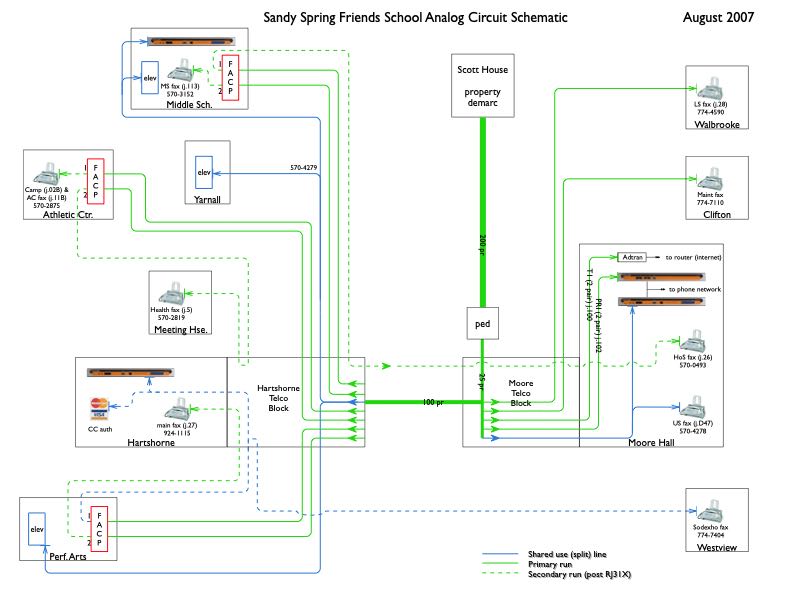 Sandy Spring Friends School Analog Circuit Schematic
August 2007
elev
MS fax (j.113)
570-3152
1
2
F
A
C
P
Middle Sch.
Scott House
property
demarc
LS fax (j.28)
774-4590
Walbrooke
Camp (j.02B) &
AC fax (j.11B)
570-2875
1
2
F
A
C
P
Athletic Ctr.
elev
Yarnall
570-4279
Maint fax
774-7110
Clifton
200 pr
Adtran
to router (internet)
to phone network
T1 (2 pair) j.100
PRI (2 pair) j.102
HoS fax (j.26)
570-0493
US fax (j.D47)
570-4278
Moore Hall
Health fax (j.5)
570-2819
Meeting Hse.
ped
25 pr
Moore
Telco
Block
100 pr
Hartshorne
Telco
Block
CC auth
VISA
main fax (j.27)
924-1115
Hartshorne
elev
1
2
F
A
C
P
Perf. Arts
Sodexho fax
774-7404
Westview
Shared use (split) line
Primary run
Secondary run (post RJ31X)